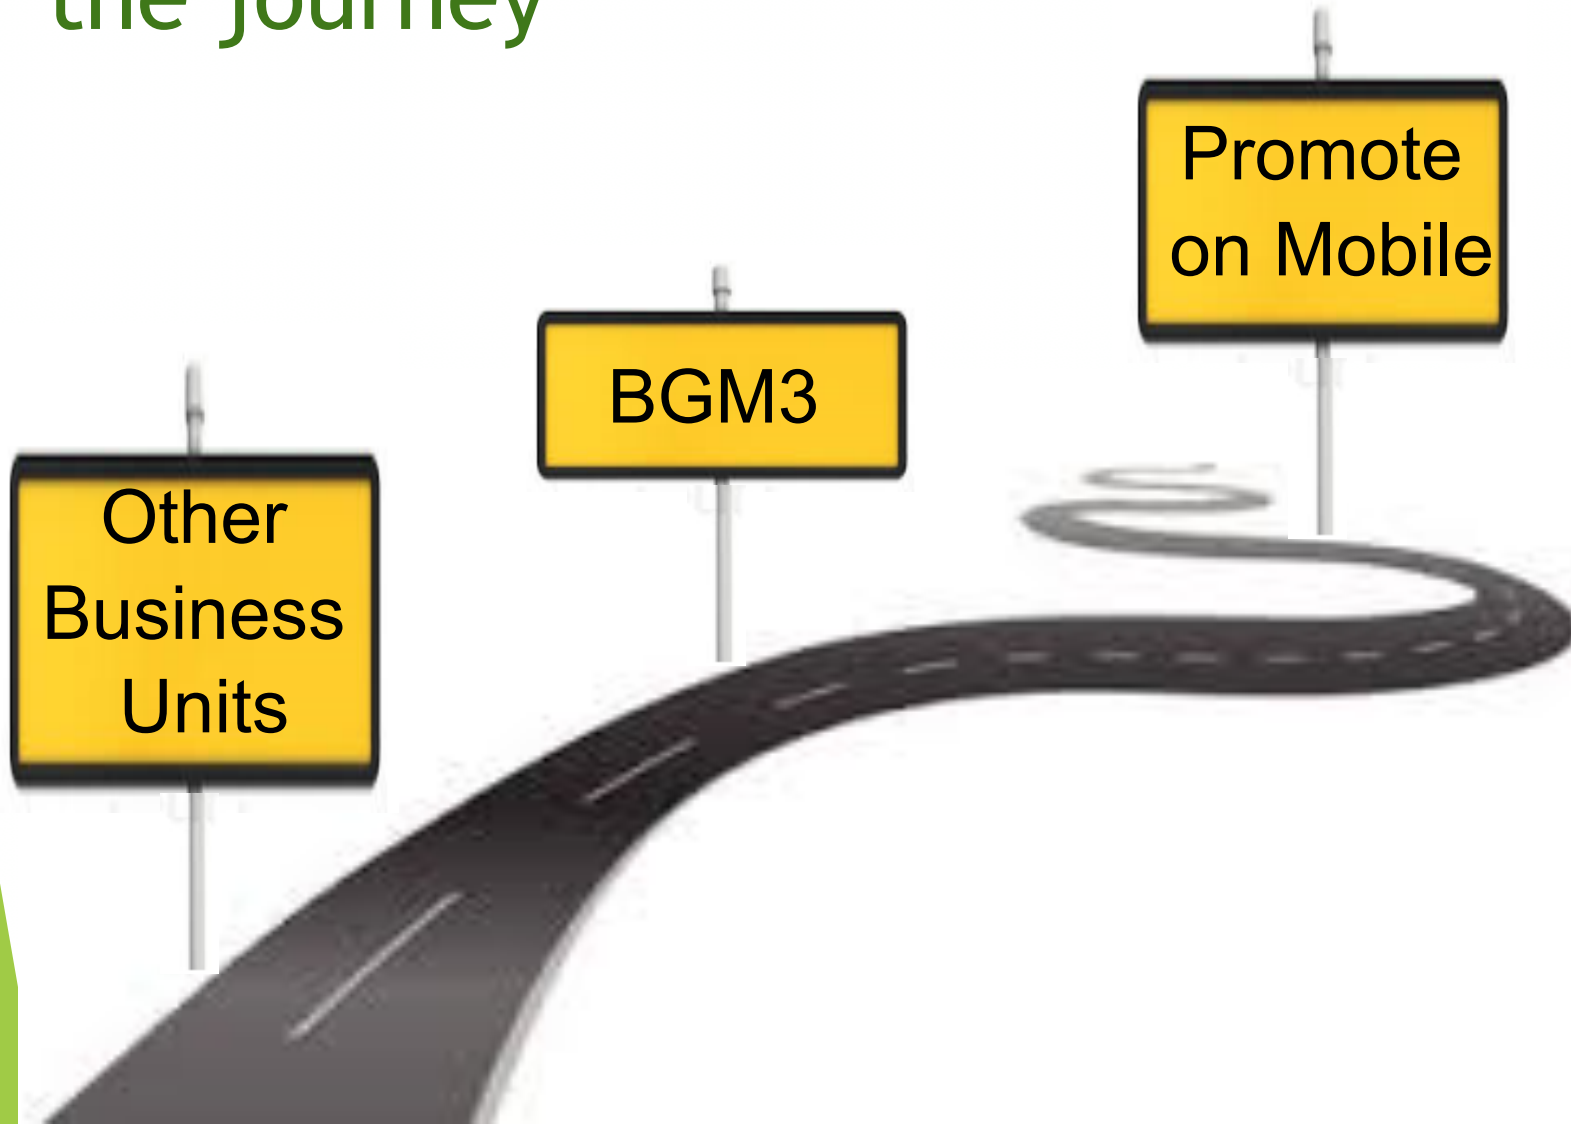 the journey
Other
Business
Units
BGM3
Promote
on Mobile